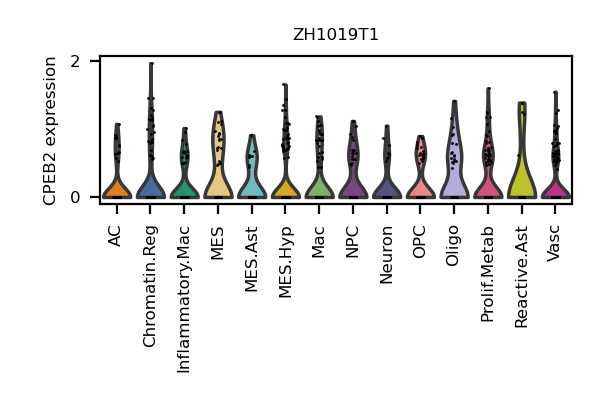 ZH1019T1
CPEB2 expression
2
0
AC
Chromatin.Reg
Inflammatory.Mac
MES
MES.Ast
MES.Hyp
Mac
NPC
Neuron
OPC
Oligo
Prolif.Metab
Reactive.Ast
Vasc